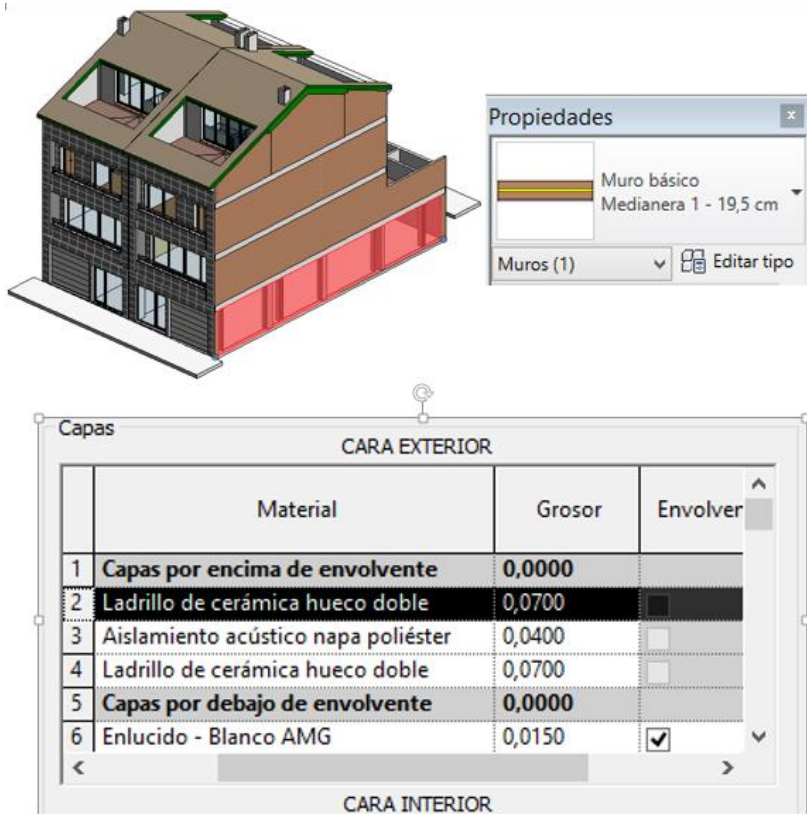 Propiedades
Muro básico
Medianera 1 - 19,5 cm
Muros (1)
Editar tipo
Capas
CARA EXTERIOR
Material Grosor Envolver
1 Capas por encima de envolvente 0,0000
2 Ladrillo de cerámica hueco doble 0,0700
3 Aislamiento acústico napa poliéster 0,0400
4 Ladrillo de cerámica hueco doble 0,0700
5 Capas por debajo de envolvente 0,0000
6 Enlucido - Blanco AMG 0,0150
CARA INTERIOR